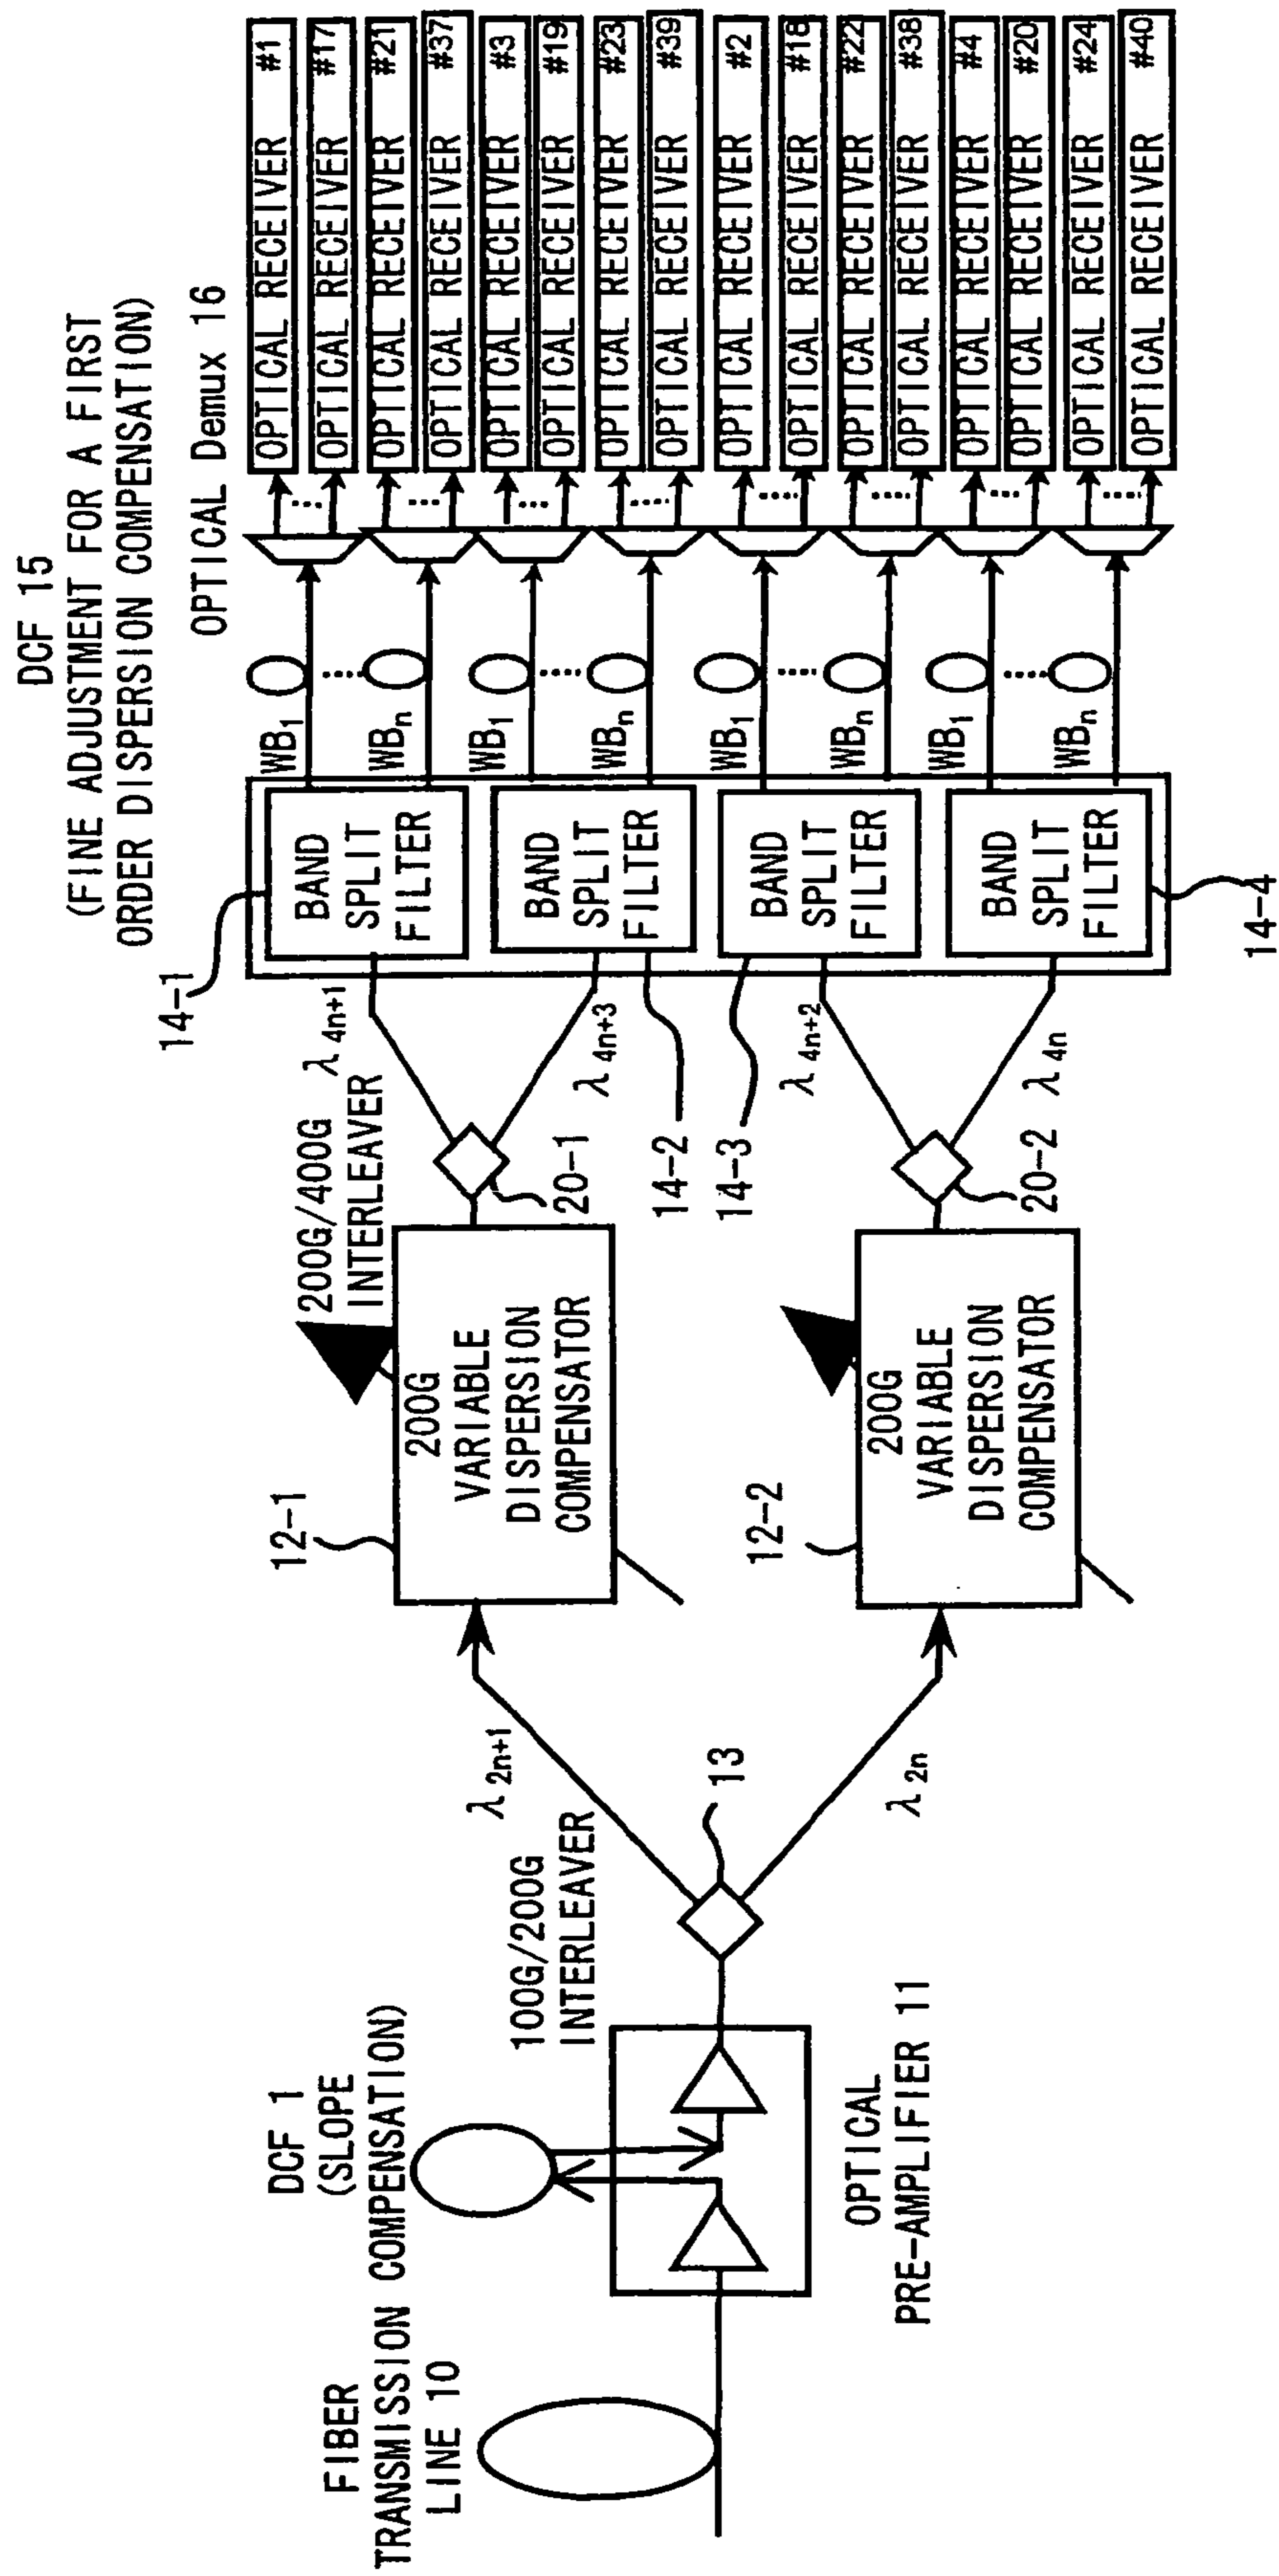 FIBER
TRANSMISSION
LINE 10
DCF 1
(SLOPE
COMPENSATION)
OPTICAL
PRE-AMPLIFIER 11
100G/200G
INTERLEAVER
13
λ2n+1
λ2n
12-1
200G
VARIABLE
DISPERSION
COMPENSATOR
12-2
200G
VARIABLE
DISPERSION
COMPENSATOR
200G/400G
INTERLEAVER
20-1
20-2
λ4n+1
λ4n+3
λ4n+2
λ4n
14-1
14-2
14-3
14-4
BAND
SPLIT
FILTER
BAND
SPLIT
FILTER
BAND
SPLIT
FILTER
BAND
SPLIT
FILTER
DCF 15
(FINE ADJUSTMENT FOR A FIRST
ORDER DISPERSION COMPENSATION)
WB1
WBn
WB1
WBn
WB1
WBn
WB1
WBn
OPTICAL Demux 16
OPTICAL RECEIVER #1
OPTICAL RECEIVER #17
OPTICAL RECEIVER #21
OPTICAL RECEIVER #37
OPTICAL RECEIVER #3
OPTICAL RECEIVER #19
OPTICAL RECEIVER #23
OPTICAL RECEIVER #39
OPTICAL RECEIVER #2
OPTICAL RECEIVER #18
OPTICAL RECEIVER #22
OPTICAL RECEIVER #38
OPTICAL RECEIVER #4
OPTICAL RECEIVER #20
OPTICAL RECEIVER #24
OPTICAL RECEIVER #40